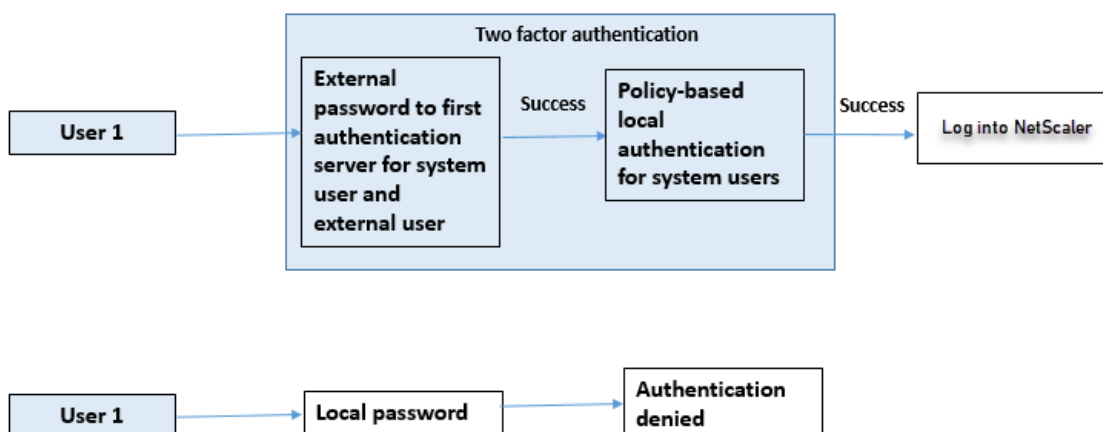 Two factor authentication
User 1
External
password to first
authentication
server for system
user and
external user
Success
Policy-based
local
authentication
for system users
Success
Log into NetScaler
User 1
Local password
Authentication
denied